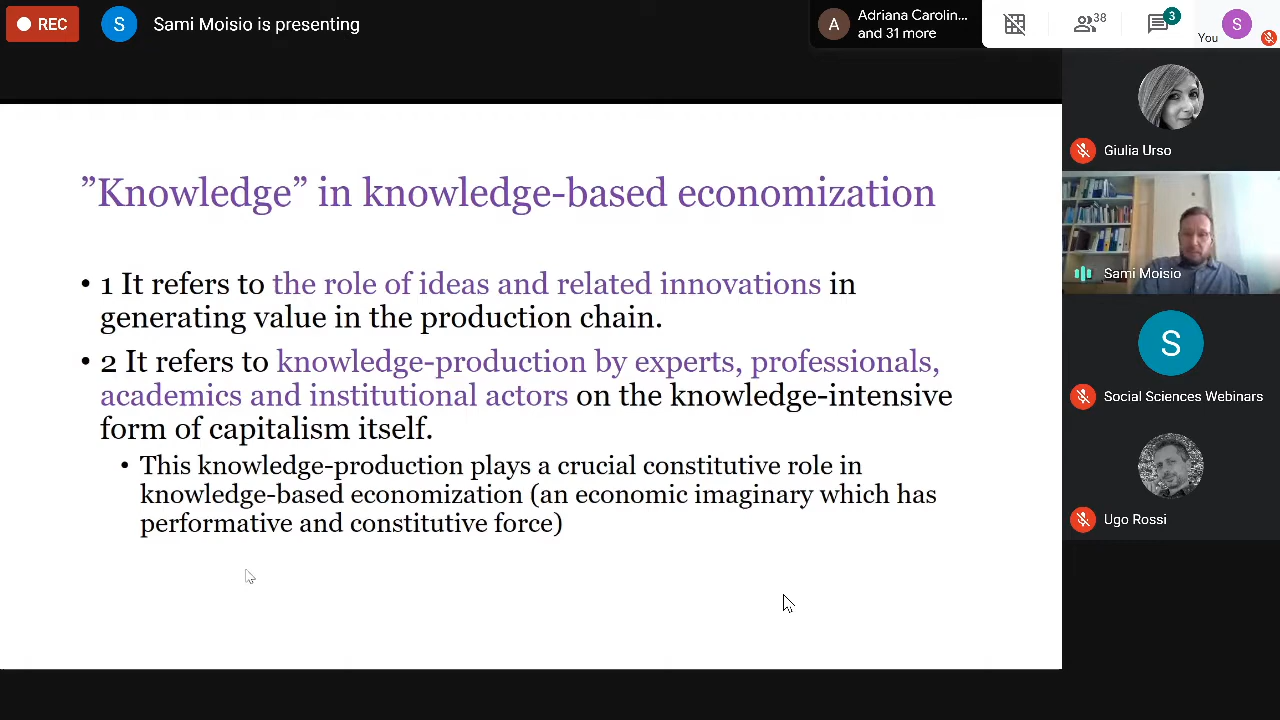 REC
S
Sami Moisio is presenting
A
Adriana Carolin...
and 31 more
38
3
You
S
”Knowledge” in knowledge-based economization
• 1 It refers to the role of ideas and related innovations in
generating value in the production chain.
• 2 It refers to knowledge-production by experts, professionals,
academics and institutional actors on the knowledge-intensive
form of capitalism itself.
• This knowledge-production plays a crucial constitutive role in
knowledge-based economization (an economic imaginary which has
performative and constitutive force)
Giulia Urso
Sami Moisio
S
Social Sciences Webinars
Ugo Rossi